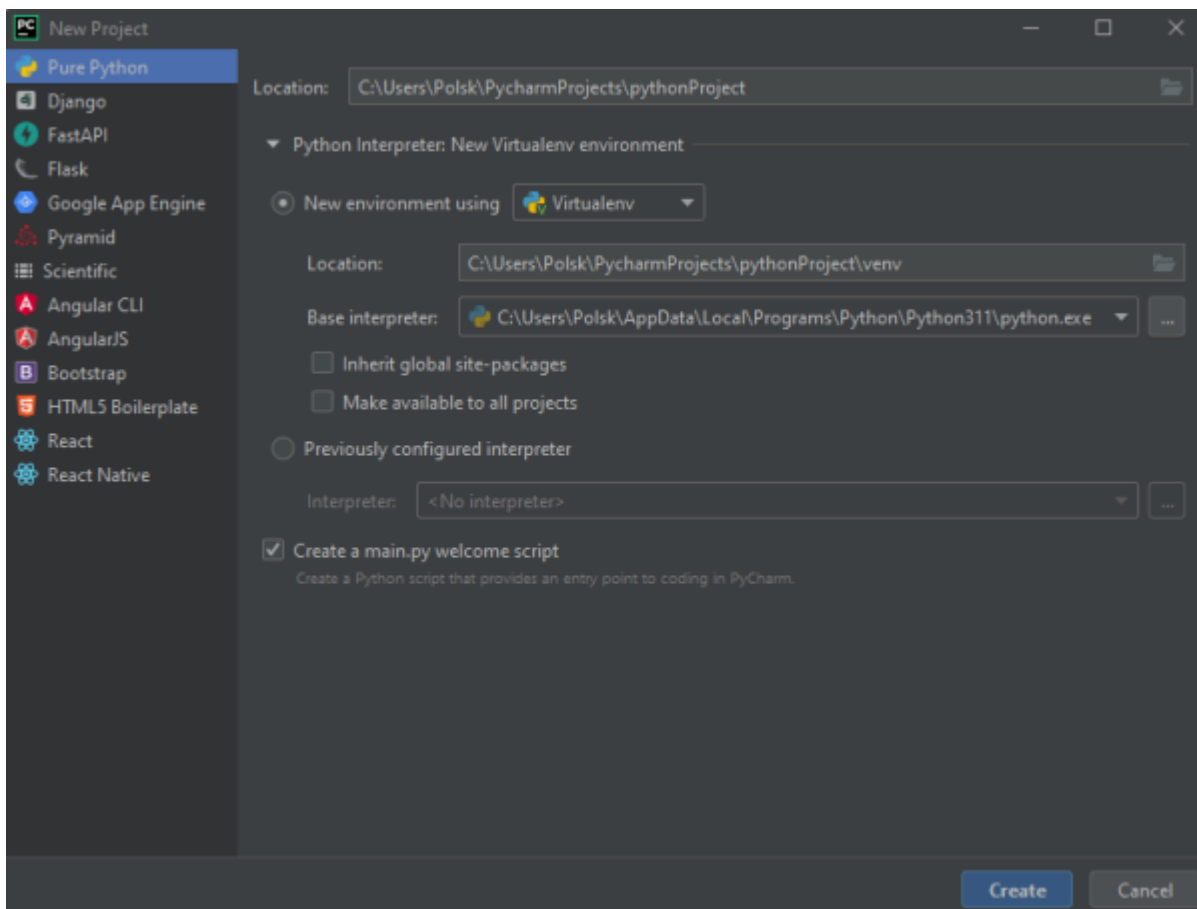 PC New Project
Pure Python
Django
FastAPI
Flask
Google App Engine
Pyramid
Scientific
Angular CLI
AngularJS
Bootstrap
HTML5 Boilerplate
React
React Native
Location: C:\Users\Polsk\PycharmProjects\pythonProject
Python Interpreter: New Virtualenv environment
New environment using Virtualenv
Location: C:\Users\Polsk\PycharmProjects\pythonProject\venv
Base interpreter: C:\Users\Polsk\AppData\Local\Programs\Python\Python311\python.exe ...
Inherit global site-packages
Make available to all projects
Previously configured interpreter
Interpreter: <No interpreter> ...
Create a main.py welcome script
Create a Python script that provides an entry point to coding in PyCharm.
Create Cancel